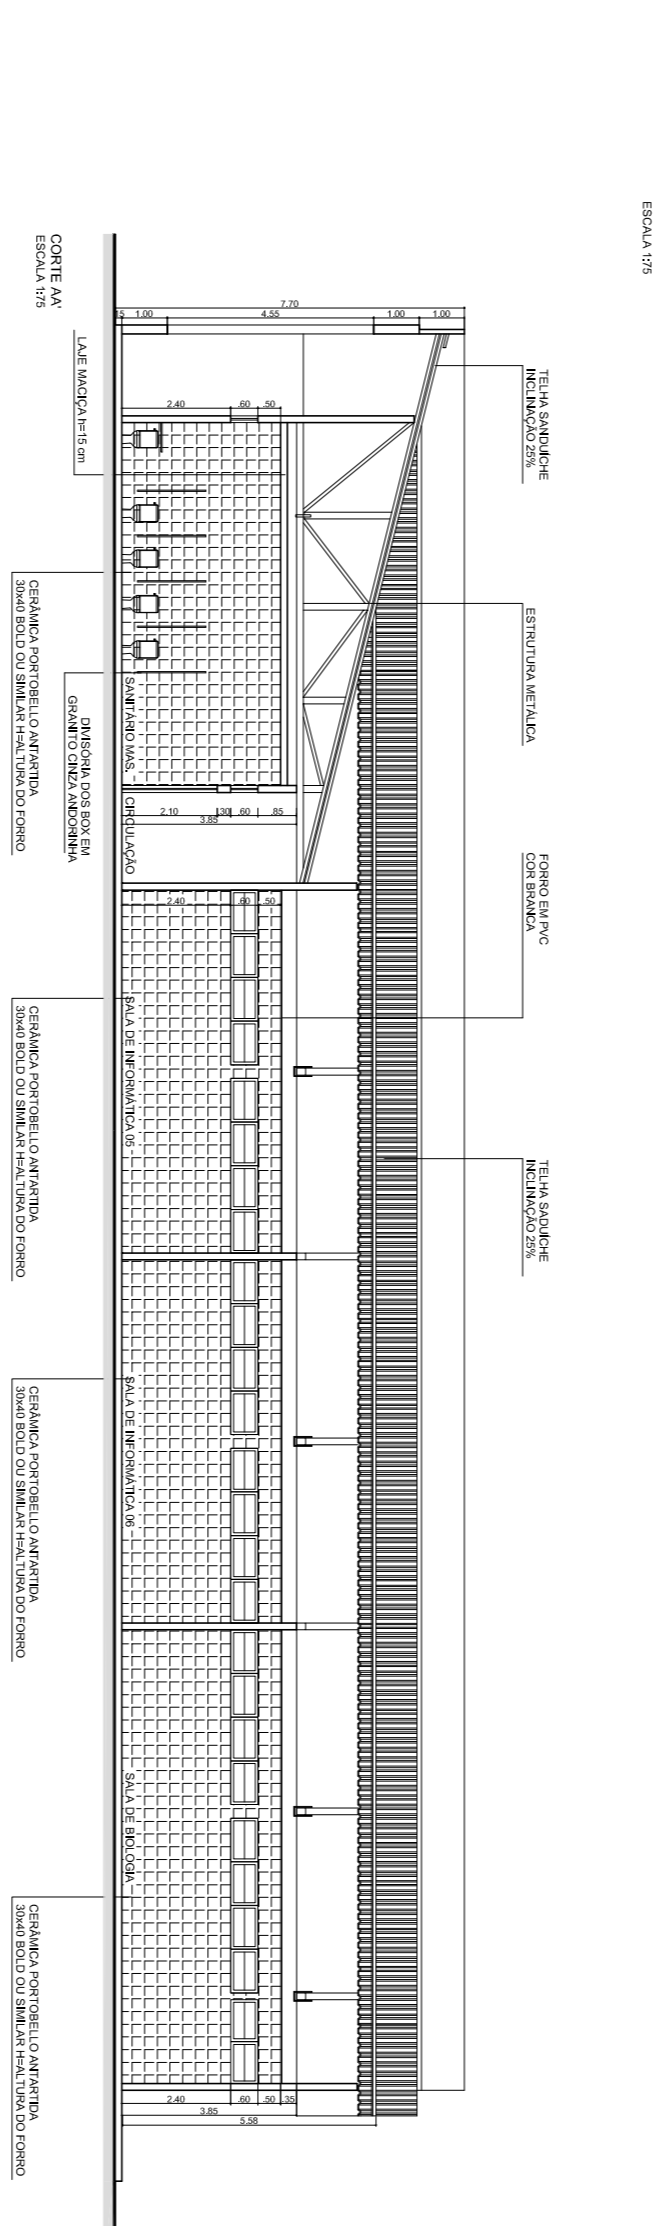 ESCALA 1:75
TELHA SANDUÍCHE
INCLINAÇÃO 25%
ESTRUTURA METÁLICA
FORRO EM PVC
COR BRANCA
TELHA SADUÍCHE
INCLINAÇÃO 25%
7.70
.15
1.00
4.55
1.00
1.00
2.40
.60
.50
2.10
.30
.60
.85
3.85
2.40
.60
.50
2.40
.60
.50
.35
3.85
5.58
SANITÁRIO MAS.
CIRCULAÇÃO
SALA DE INFORMÁTICA 05
SALA DE INFORMÁTICA 06
SALA DE BIOLOGIA
LAJE MACIÇA h=15 cm
DIVISÓRIA DOS BOX EM
GRANITO CINZA ANDORINHA
CERÂMICA PORTOBELLO ANTARTIDA
30x40 BOLD OU SIMILAR H=ALTURA DO FORRO
CERÂMICA PORTOBELLO ANTARTIDA
30x40 BOLD OU SIMILAR H=ALTURA DO FORRO
CERÂMICA PORTOBELLO ANTARTIDA
30x40 BOLD OU SIMILAR H=ALTURA DO FORRO
CERÂMICA PORTOBELLO ANTARTIDA
30x40 BOLD OU SIMILAR H=ALTURA DO FORRO
CORTE AA'
ESCALA 1:75